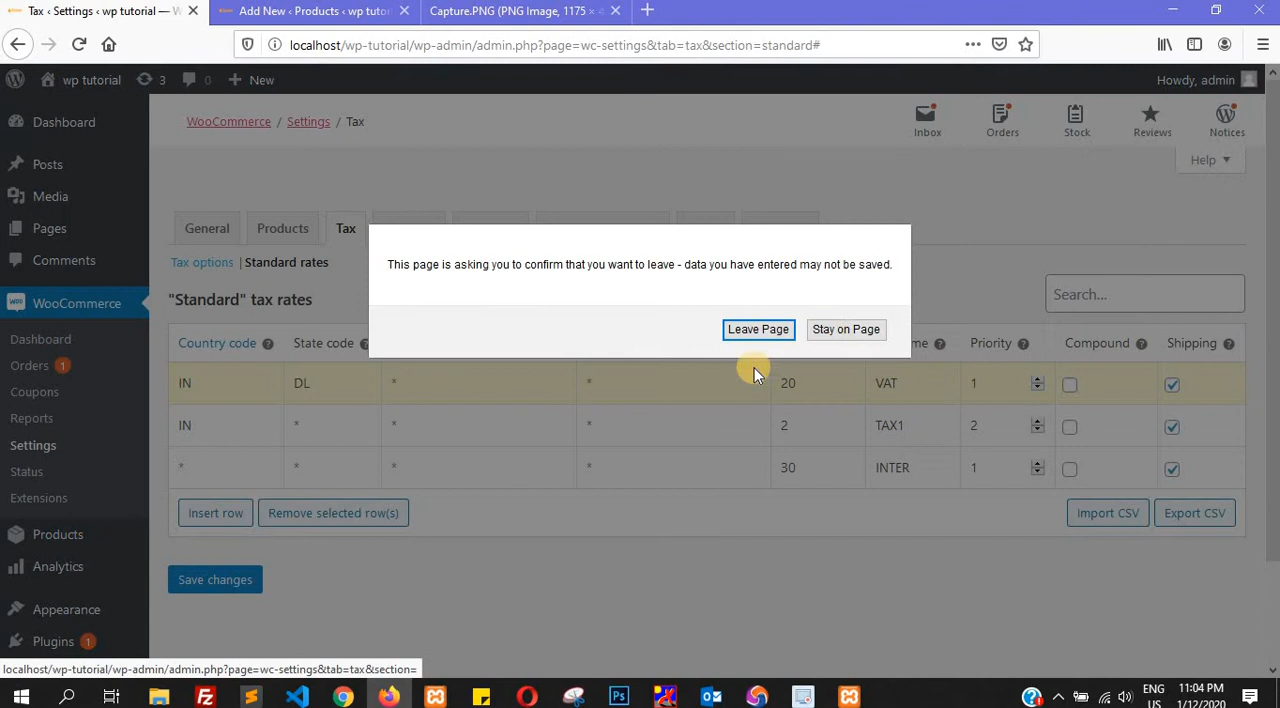 Tax ‹ Settings ‹ wp tutorial — W
Add New ‹ Products ‹ wp tutor
Capture.PNG (PNG Image, 1175 ×
localhost/wp-tutorial/wp-admin/admin.php?page=wc-settings&tab=tax&section=standard#
wp tutorial
3
0
New
Howdy, admin
Dashboard
Posts
Media
Pages
Comments
WooCommerce
Dashboard
Orders 1
Coupons
Reports
Settings
Status
Extensions
Products
Analytics
Appearance
Plugins 1
WooCommerce / Settings / Tax
Inbox
Orders
Stock
Reviews
Notices
Help
General
Products
Tax
Tax options | Standard rates
"Standard" tax rates
Search...
This page is asking you to confirm that you want to leave - data you have entered may not be saved.
Leave Page
Stay on Page
Country code ? State code Priority ? Compound ? Shipping ?
IN DL * * 20 VAT 1
IN * * * 2 TAX1 2
* * * * 30 INTER 1
Insert row
Remove selected row(s)
Import CSV
Export CSV
Save changes
localhost/wp-tutorial/wp-admin/admin.php?page=wc-settings&tab=tax&section=
ENG
US
11:04 PM
1/12/2020